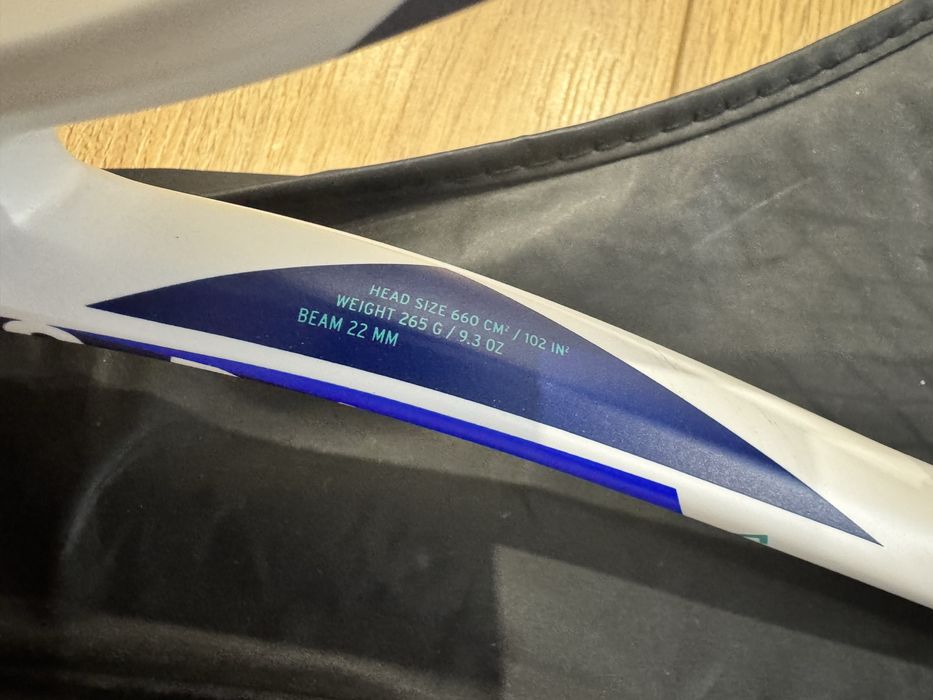 HEAD SIZE 660 CM² / 102 IN²
WEIGHT 265 G / 9.3 OZ
BEAM 22 MM